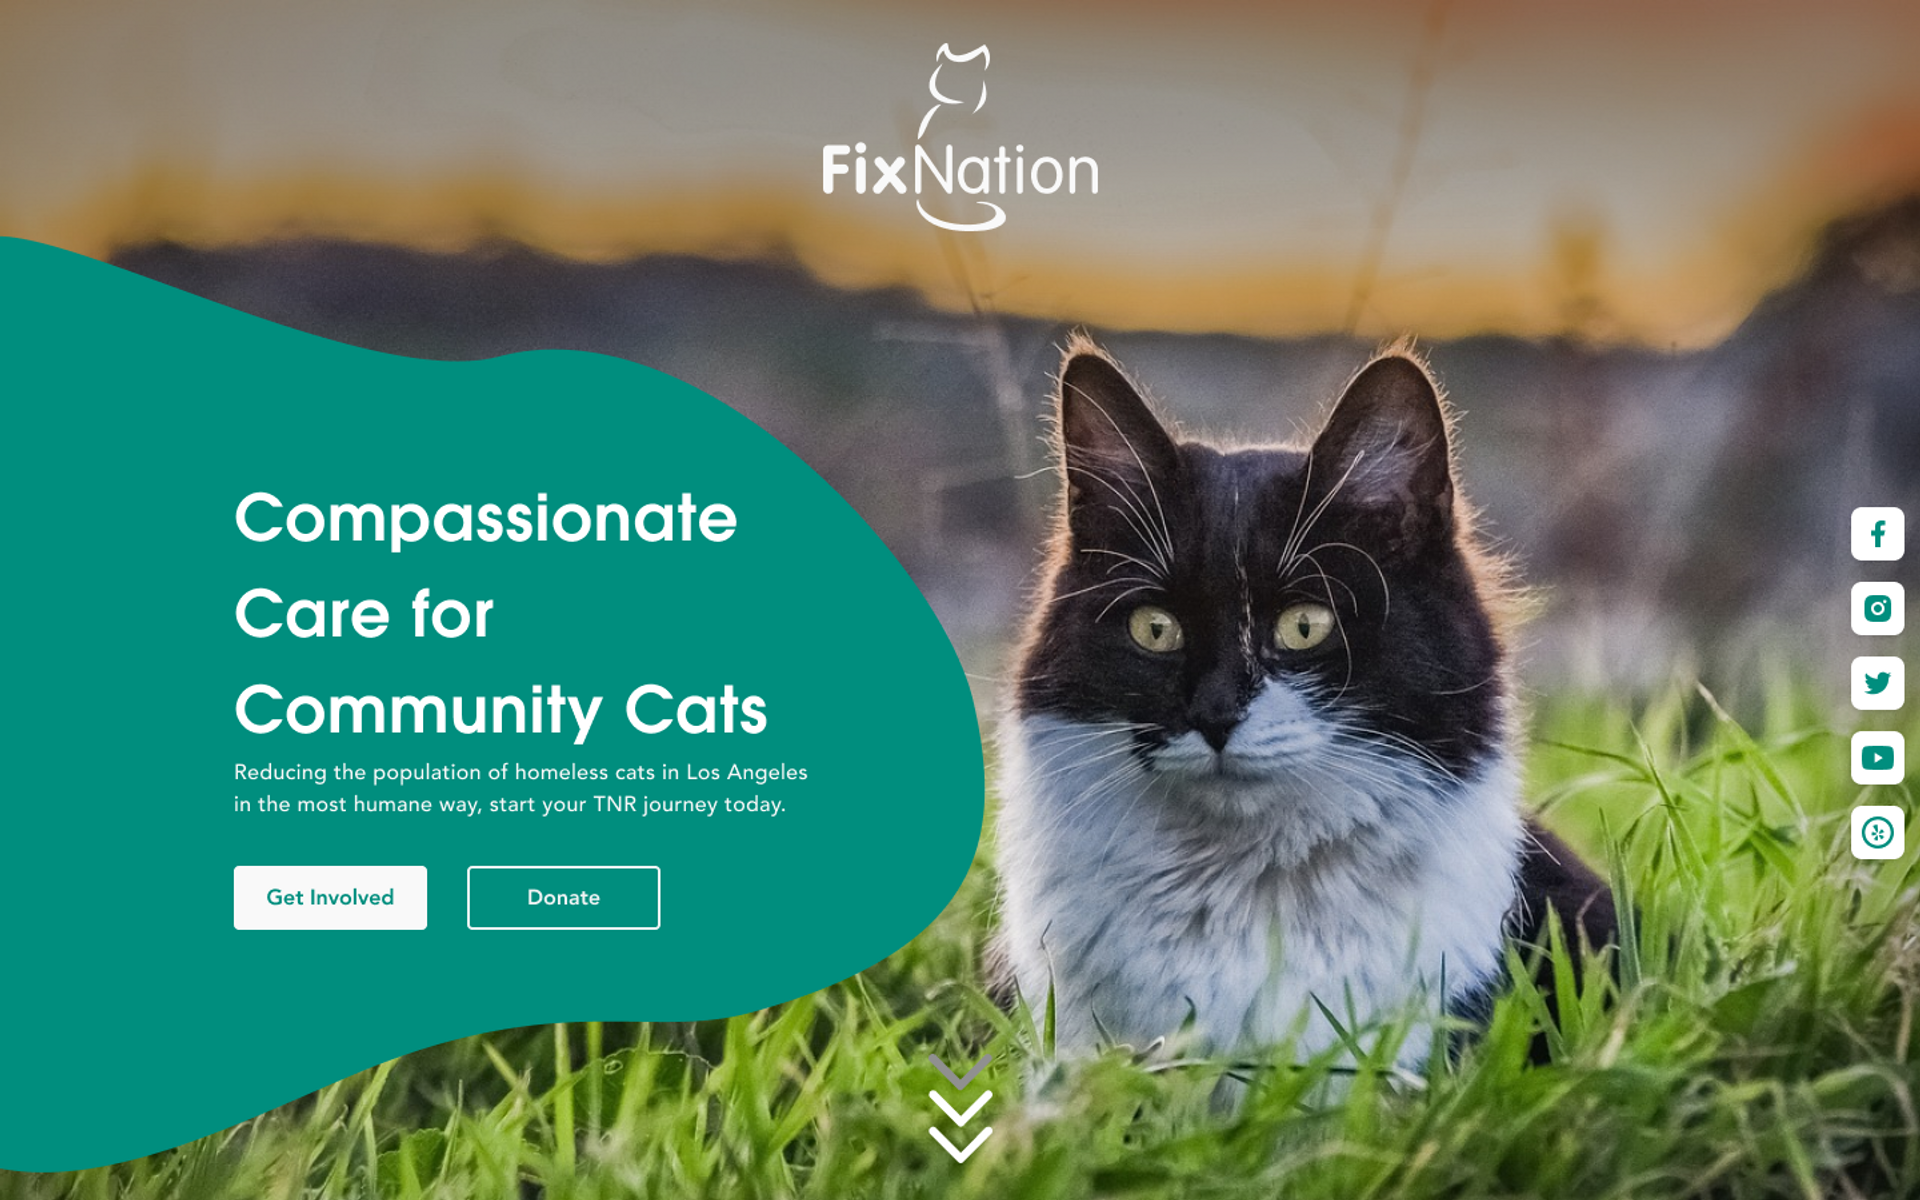 FixNation
Compassionate
Care for
Community Cats
Reducing the population of homeless cats in Los Angeles
in the most humane way, start your TNR journey today.
Get Involved
Donate